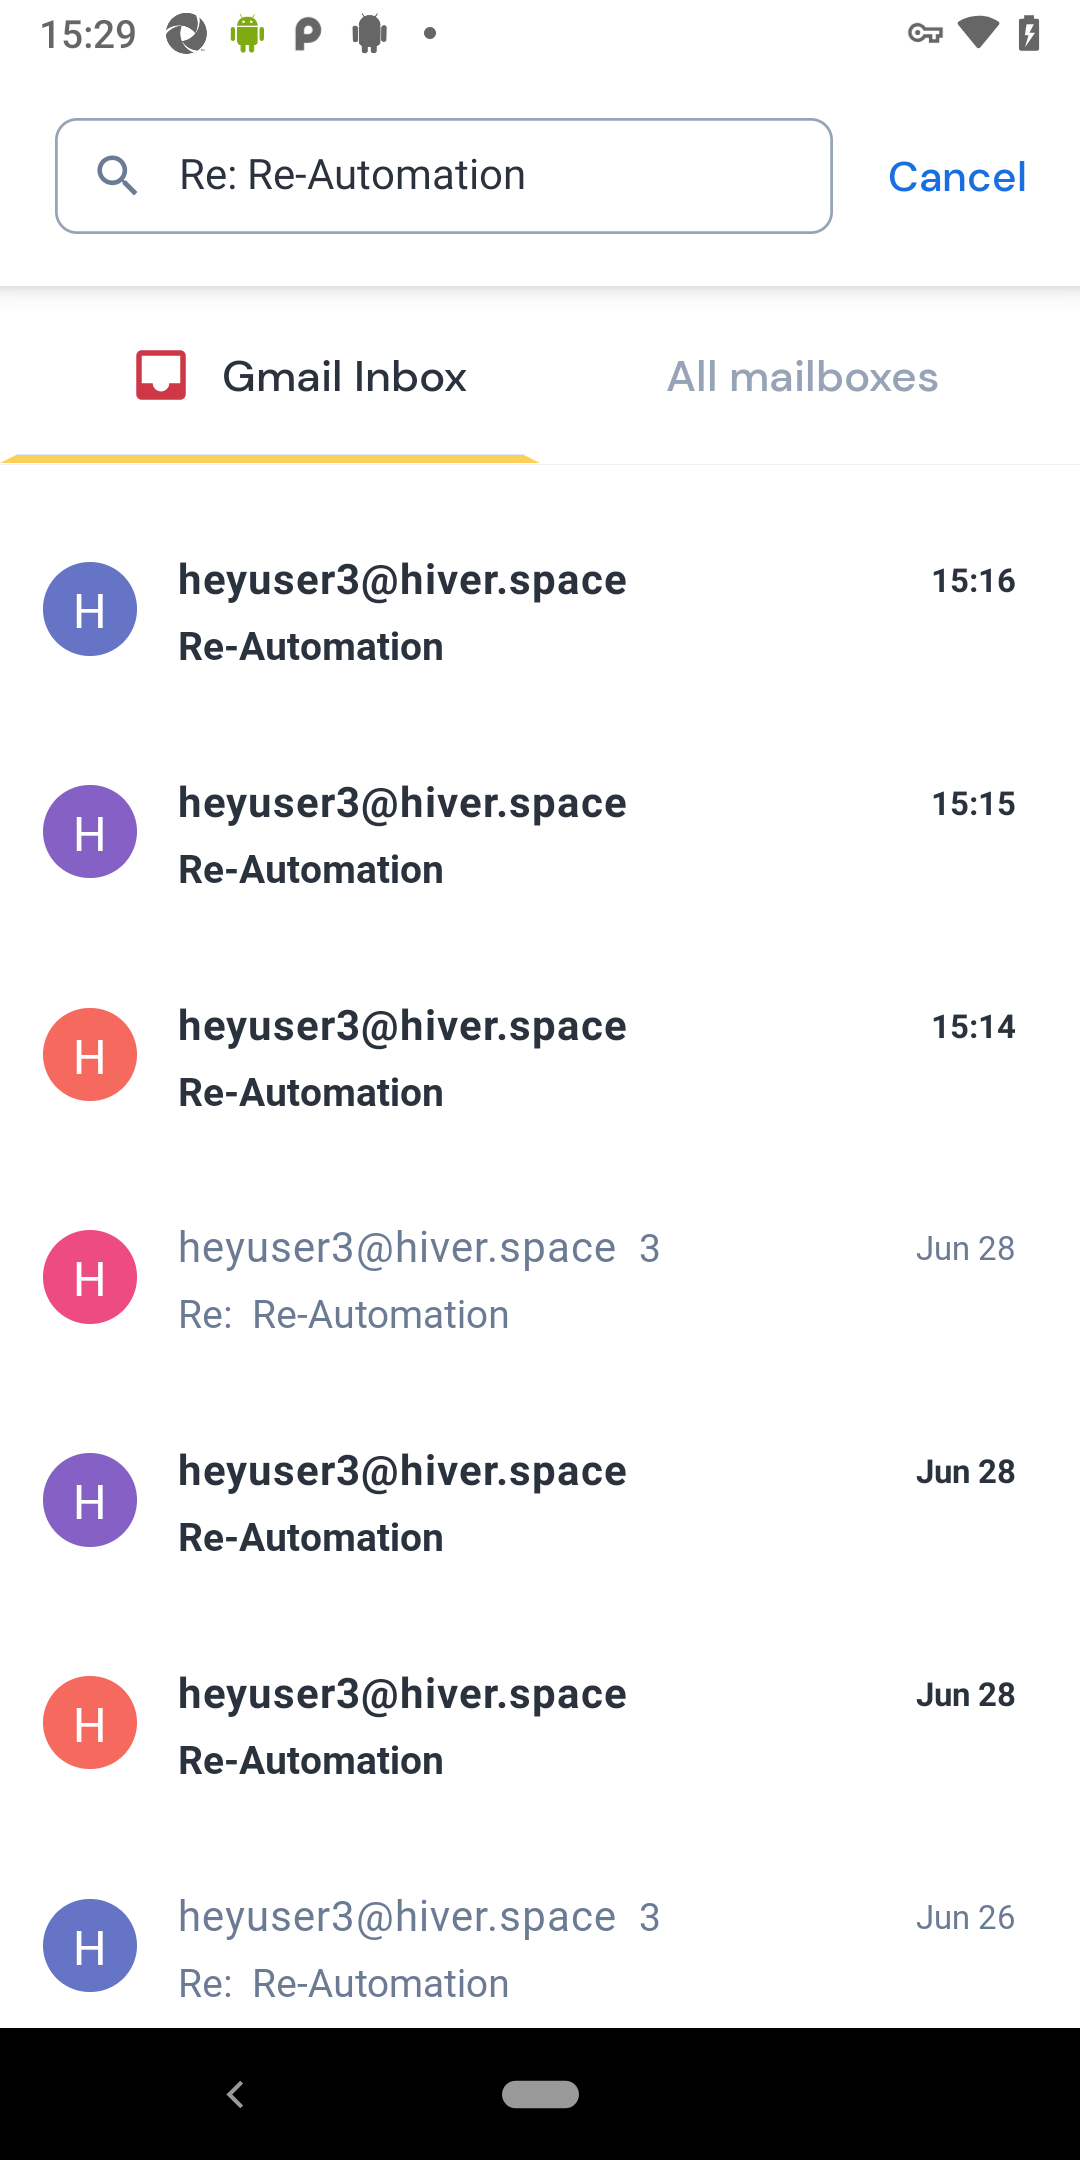 15:29
Re: Re-Automation
Cancel
Gmail Inbox
All mailboxes
H
heyuser3@hiver.space
15:16
Re-Automation
H
heyuser3@hiver.space
15:15
Re-Automation
H
heyuser3@hiver.space
15:14
Re-Automation
H
heyuser3@hiver.space 3
Jun 28
Re: Re-Automation
H
heyuser3@hiver.space
Jun 28
Re-Automation
H
heyuser3@hiver.space
Jun 28
Re-Automation
H
heyuser3@hiver.space 3
Jun 26
Re: Re-Automation